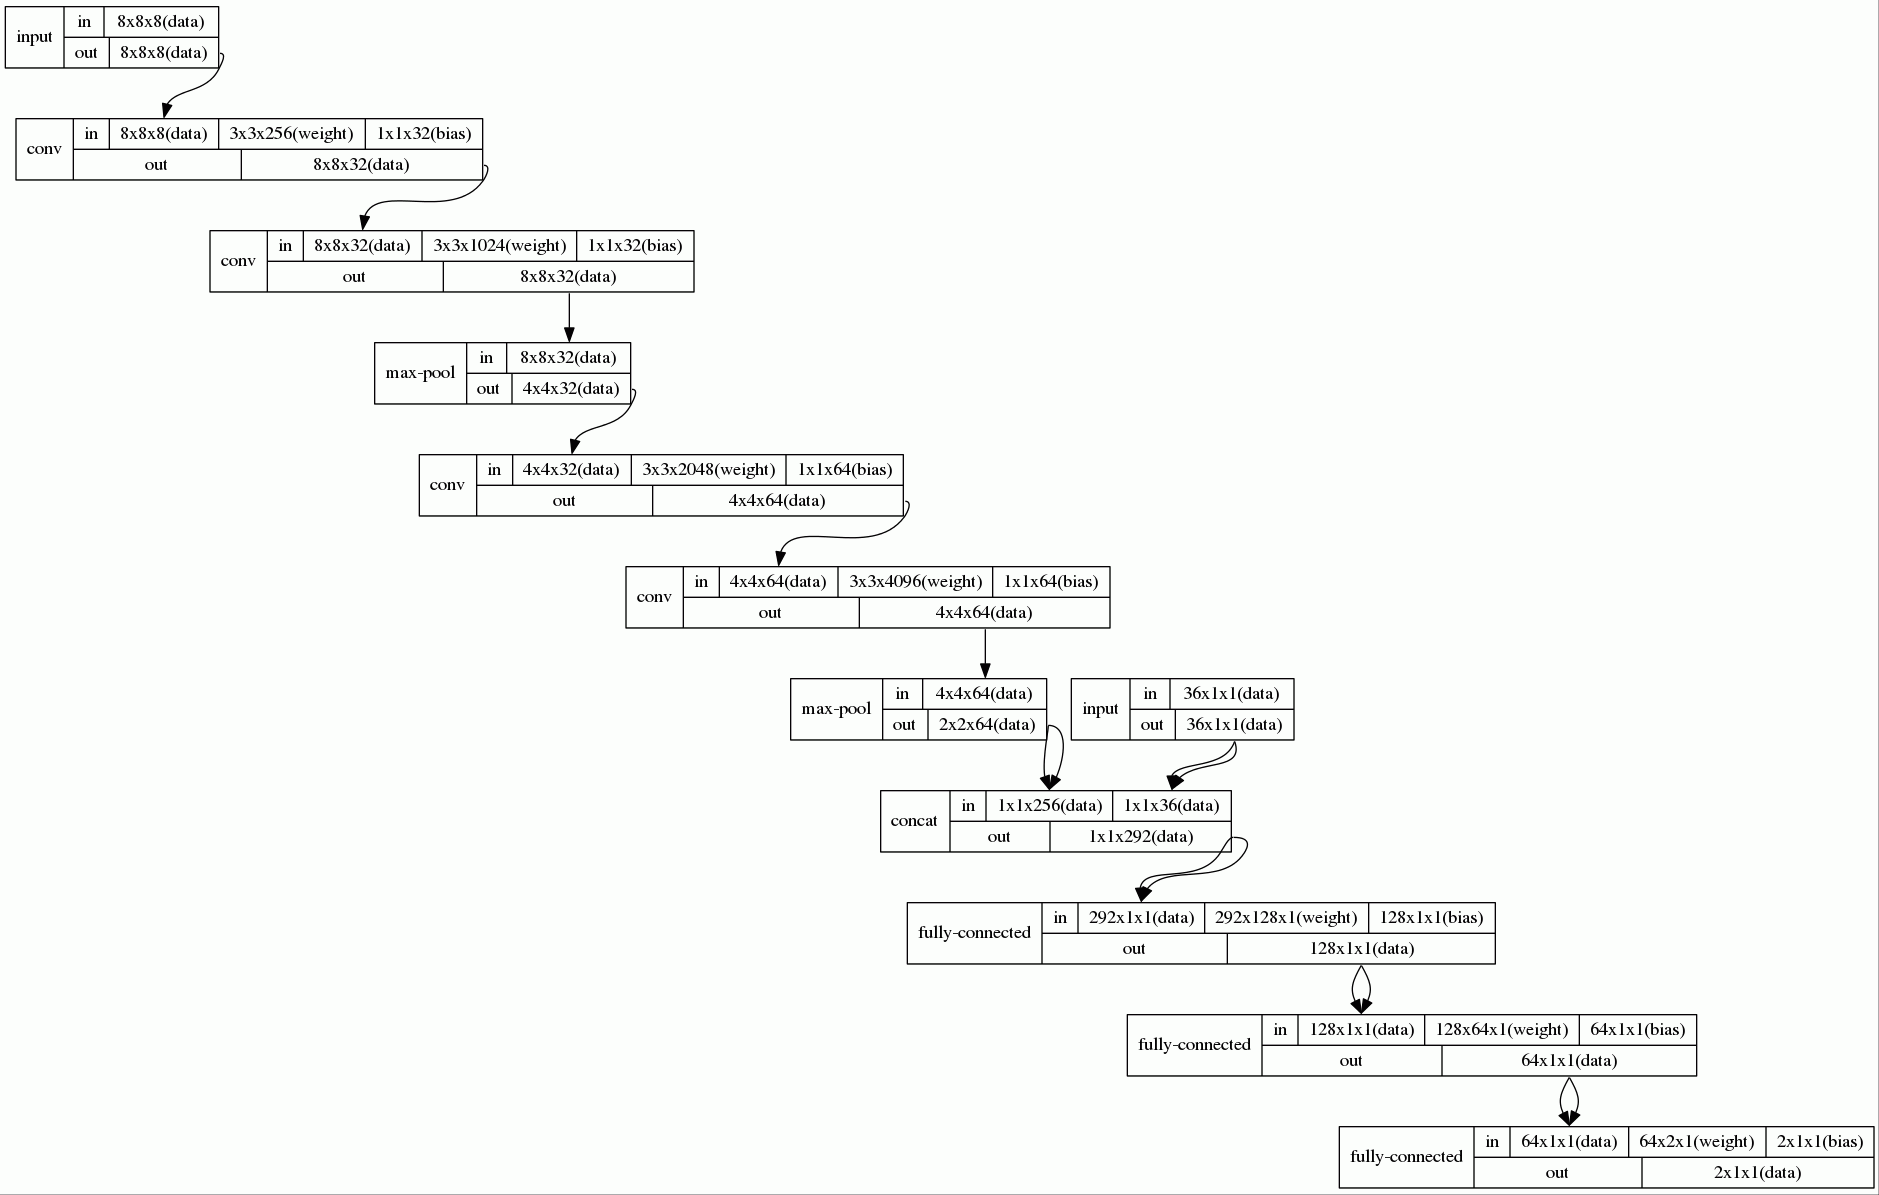 input in 8x8x8(data)
out 8x8x8(data)
conv in 8x8x8(data) 3x3x256(weight) 1x1x32(bias)
out 8x8x32(data)
conv in 8x8x32(data) 3x3x1024(weight) 1x1x32(bias)
out 8x8x32(data)
max-pool in 8x8x32(data)
out 4x4x32(data)
conv in 4x4x32(data) 3x3x2048(weight) 1x1x64(bias)
out 4x4x64(data)
conv in 4x4x64(data) 3x3x4096(weight) 1x1x64(bias)
out 4x4x64(data)
max-pool in 4x4x64(data)
out 2x2x64(data)
input in 36x1x1(data)
out 36x1x1(data)
concat in 1x1x256(data) 1x1x36(data)
out 1x1x292(data)
fully-connected in 292x1x1(data) 292x128x1(weight) 128x1x1(bias)
out 128x1x1(data)
fully-connected in 128x1x1(data) 128x64x1(weight) 64x1x1(bias)
out 64x1x1(data)
fully-connected in 64x1x1(data) 64x2x1(weight) 2x1x1(bias)
out 2x1x1(data)